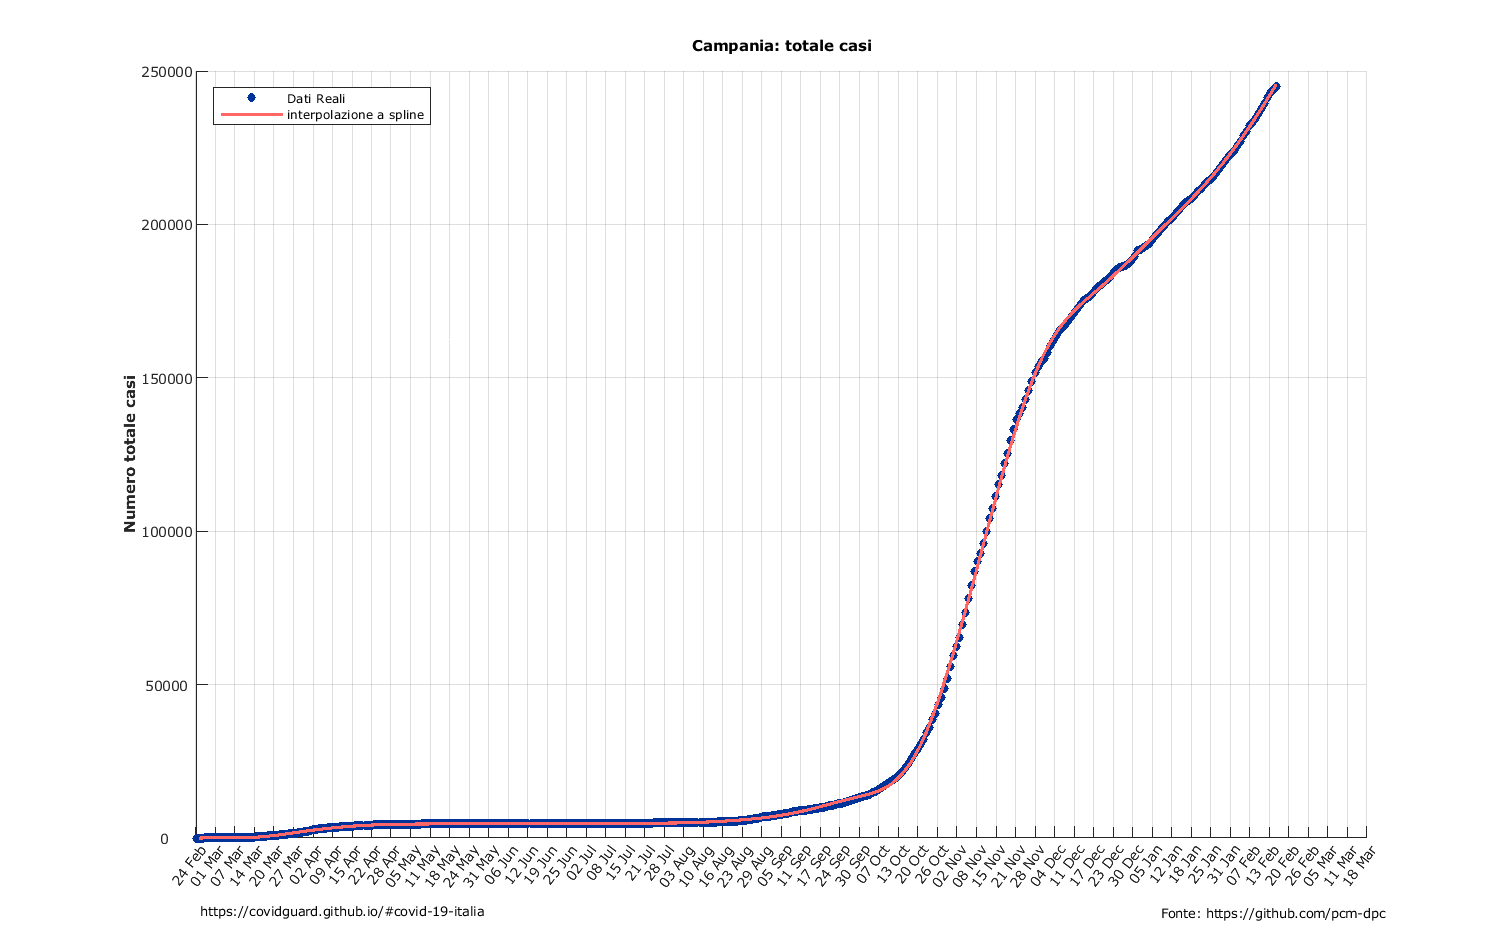 Campania: totale casi
Dati Reali
interpolazione a spline
Numero totale casi
250000
200000
150000
100000
50000
0
24 Feb
01 Mar
07 Mar
14 Mar
20 Mar
27 Mar
02 Apr
09 Apr
15 Apr
22 Apr
28 Apr
05 May
11 May
18 May
24 May
31 May
06 Jun
12 Jun
19 Jun
25 Jun
02 Jul
08 Jul
15 Jul
21 Jul
28 Jul
03 Aug
10 Aug
16 Aug
23 Aug
29 Aug
05 Sep
11 Sep
17 Sep
24 Sep
30 Sep
07 Oct
13 Oct
20 Oct
26 Oct
02 Nov
08 Nov
15 Nov
21 Nov
28 Nov
04 Dec
11 Dec
17 Dec
23 Dec
30 Dec
05 Jan
12 Jan
18 Jan
25 Jan
31 Jan
07 Feb
13 Feb
20 Feb
26 Feb
05 Mar
11 Mar
18 Mar
https://covidguard.github.io/#covid-19-italia
Fonte: https://github.com/pcm-dpc